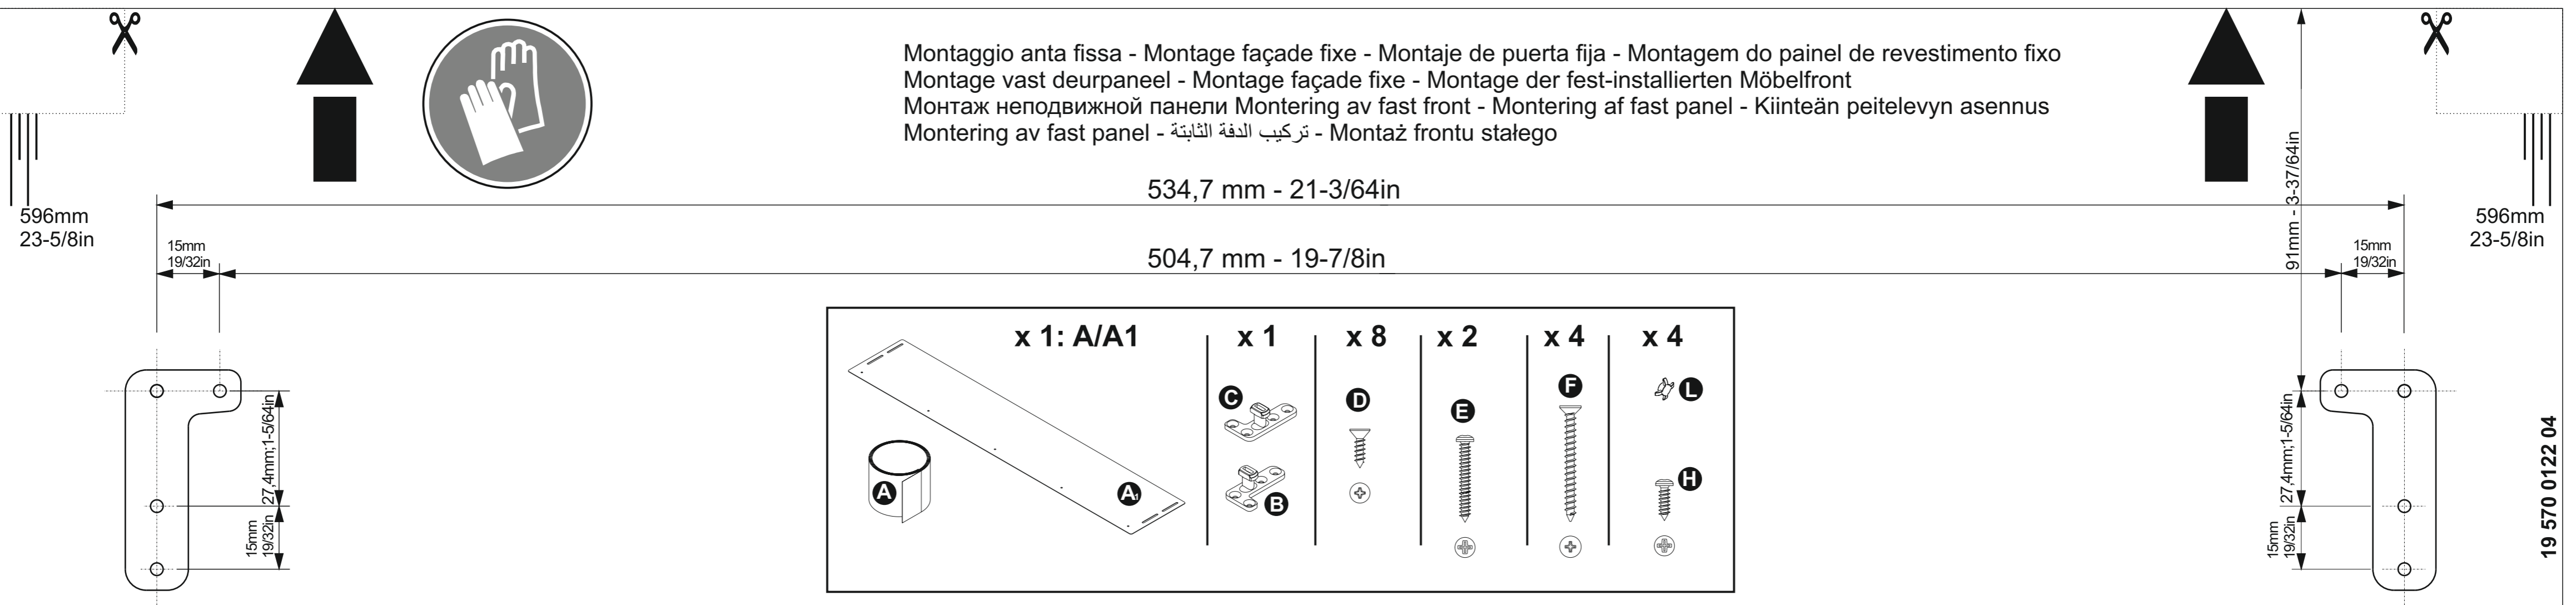 Montaggio anta fissa - Montage façade fixe - Montaje de puerta fija - Montagem do painel de revestimento fixo
Montage vast deurpaneel - Montage façade fixe - Montage der fest-installierten Möbelfront
Монтаж неподвижной панели Montering av fast front - Montering af fast panel - Kiinteän peitelevyn asennus
Montering av fast panel - تركيب الدفة الثابتة - Montaż frontu stałego
534,7 mm - 21-3/64in
596mm
23-5/8in
596mm
23-5/8in
91mm - 3-37/64in
15mm
19/32in
504,7 mm - 19-7/8in
15mm
19/32in
x 1: A/A1
x 1
x 8
x 2
x 4
x 4
A
A1
C
B
D
E
F
L
H
27,4mm;1-5/64in
15mm
19/32in
27,4mm;1-5/64in
15mm
19/32in
19 570 0122 04